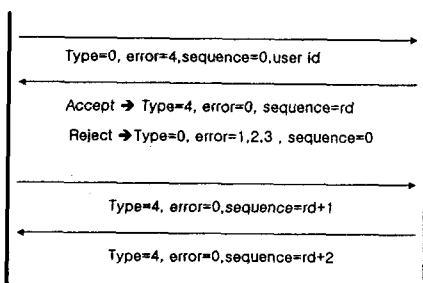 Type=0, error=4,sequence=0,user id
Accept ➔ Type=4, error=0, sequence=rd
Reject ➔Type=0, error=1,2,3 , sequence=0
Type=4, error=0,sequence=rd+1
Type=4, error=0,sequence=rd+2